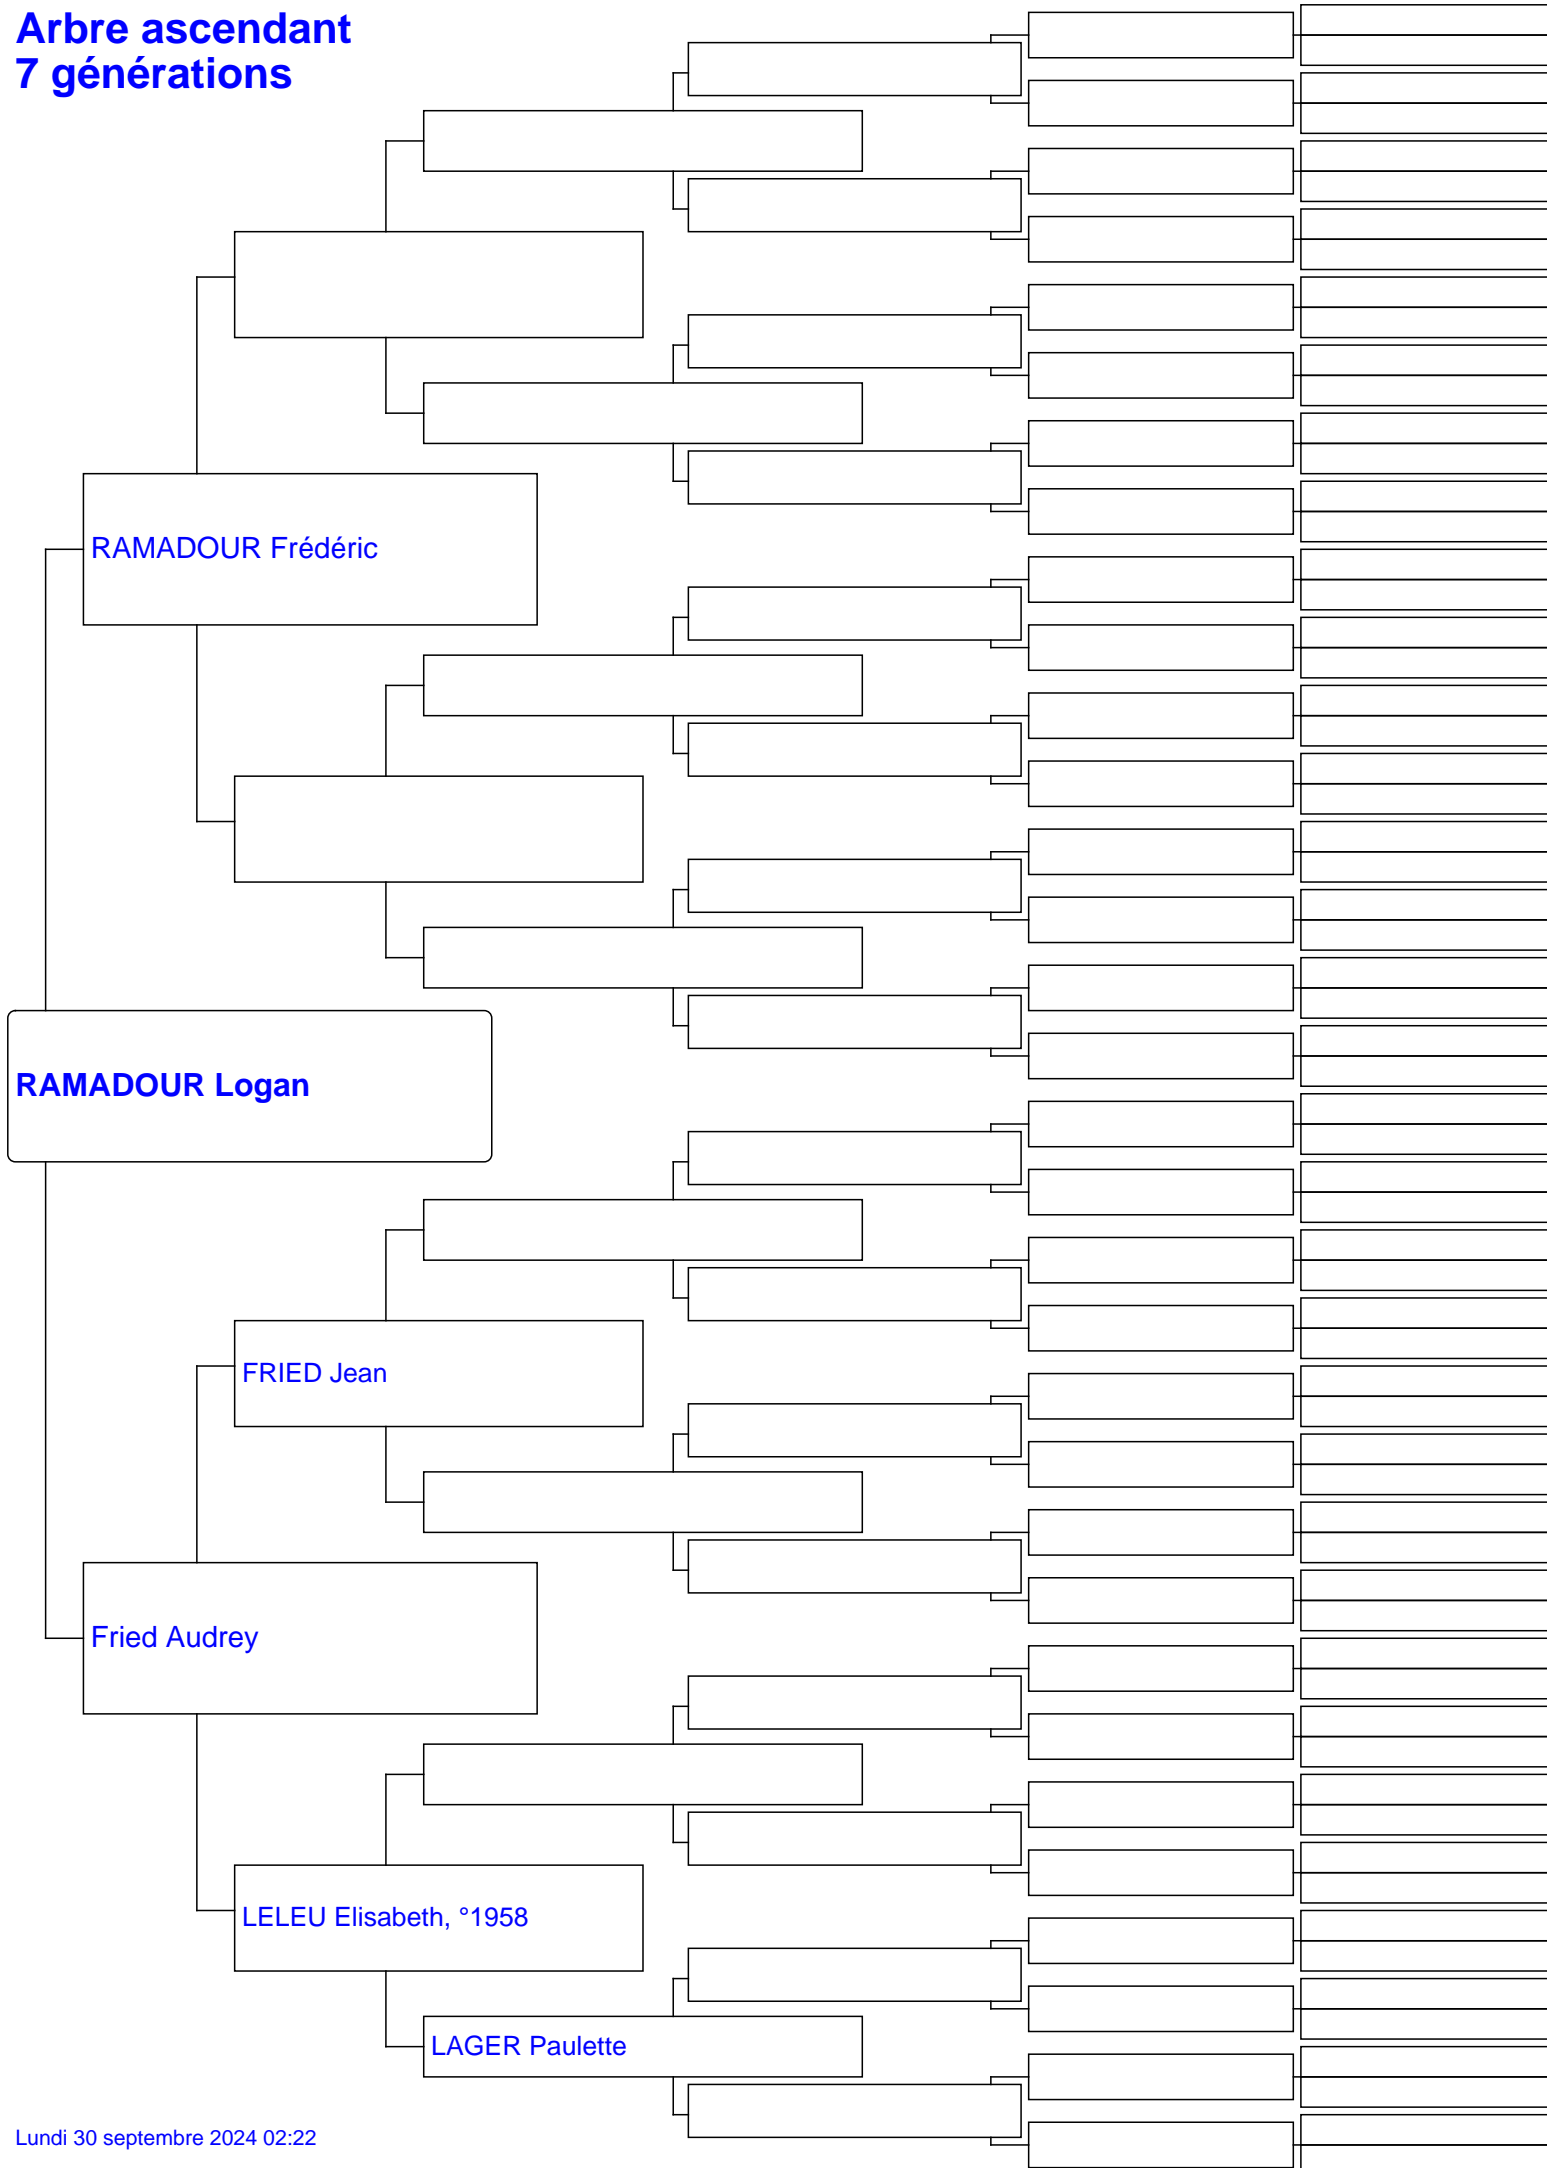 Arbre ascendant
7 générations
RAMADOUR Frédéric
RAMADOUR Logan
FRIED Jean
Fried Audrey
LELEU Elisabeth, °1958
LAGER Paulette
Lundi 30 septembre 2024 02:22